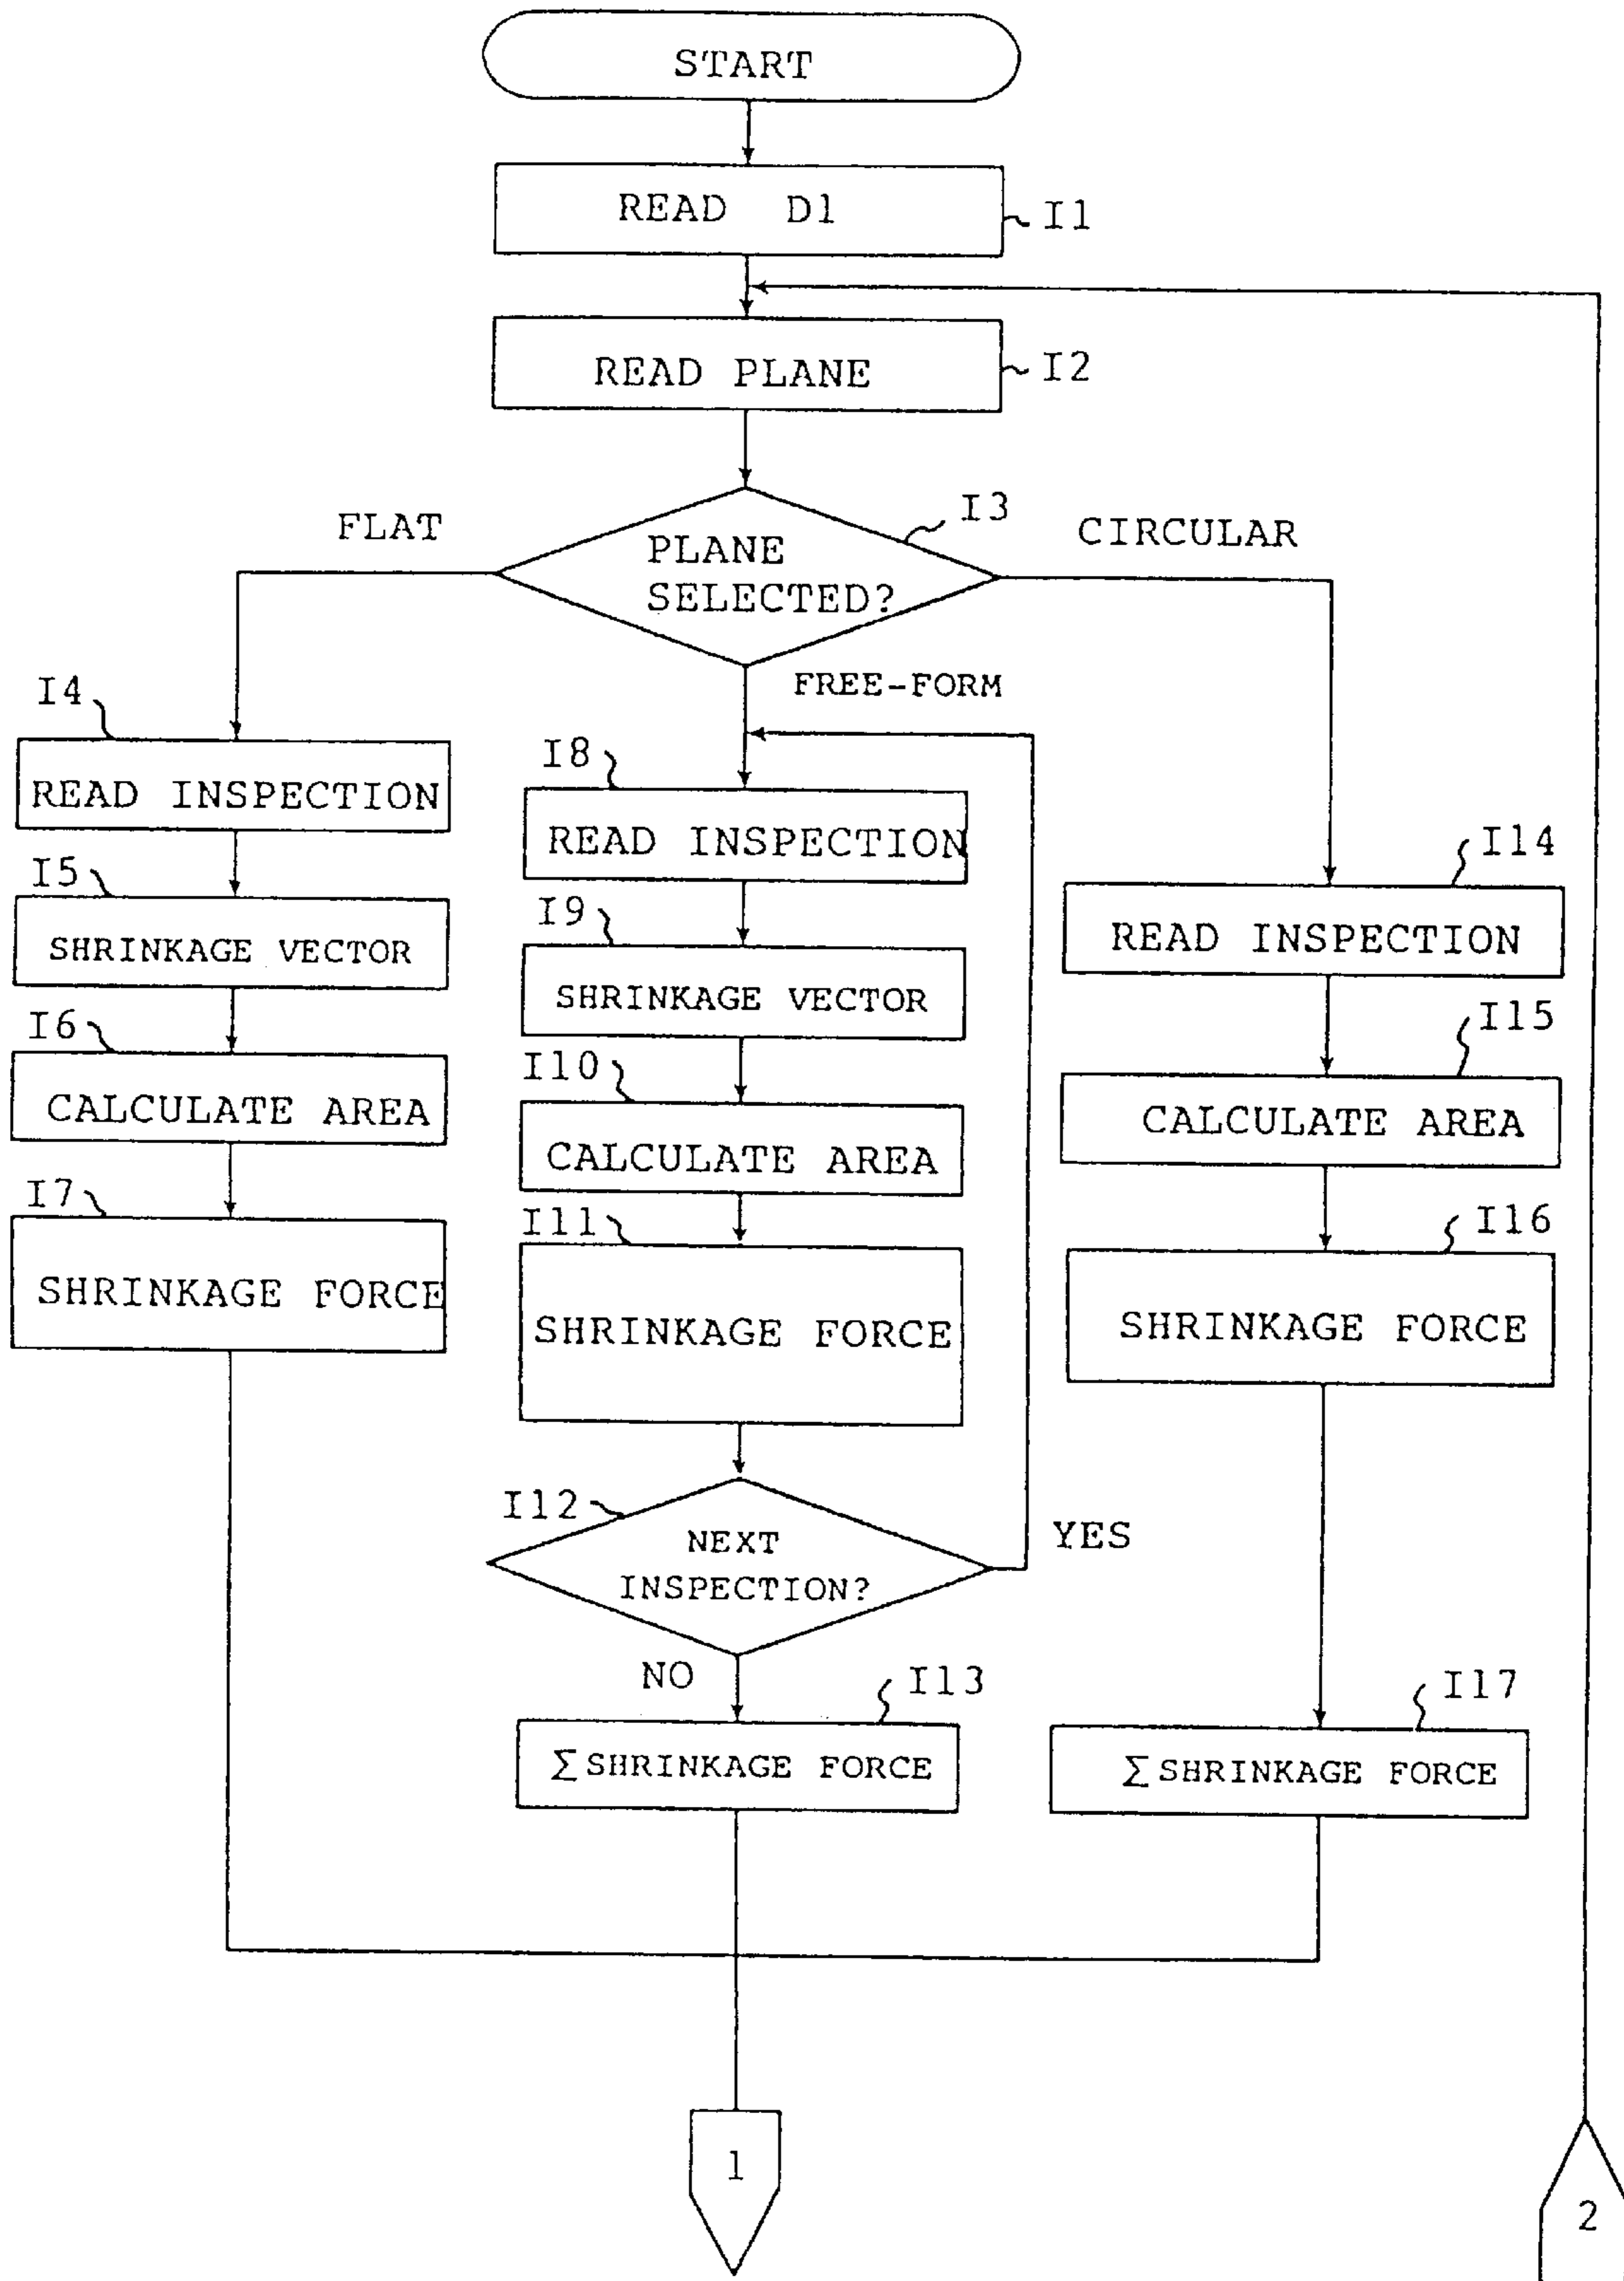 START
READ D1
I1
READ PLANE
I2
I3
FLAT
PLANE
SELECTED?
CIRCULAR
FREE-FORM
I4
READ INSPECTION
I5
SHRINKAGE VECTOR
I6
CALCULATE AREA
I7
SHRINKAGE FORCE
I8
READ INSPECTION
I9
SHRINKAGE VECTOR
I10
CALCULATE AREA
I11
SHRINKAGE FORCE
I12
NEXT
INSPECTION?
YES
NO
I13
ΣSHRINKAGE FORCE
I14
READ INSPECTION
I15
CALCULATE AREA
I16
SHRINKAGE FORCE
I17
ΣSHRINKAGE FORCE
1
2